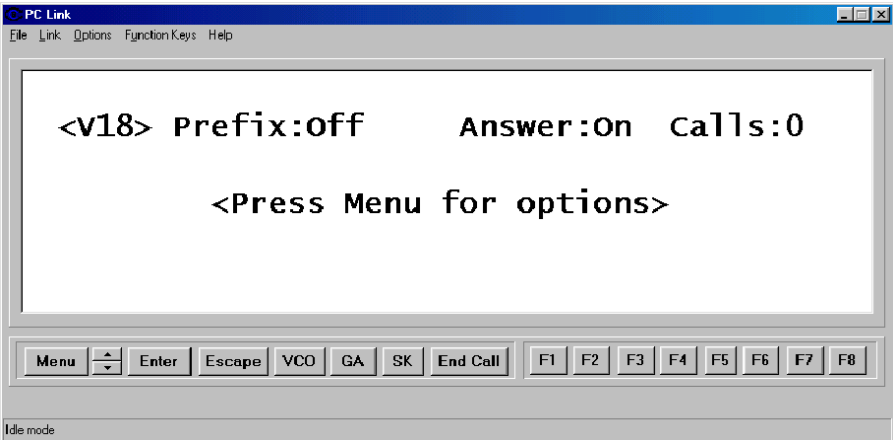 PC Link
File Link Options Function Keys Help
<V18> Prefix:Off Answer:On Calls:0
<Press Menu for options>
Menu Enter Escape VCO GA SK End Call F1 F2 F3 F4 F5 F6 F7 F8
Idle mode